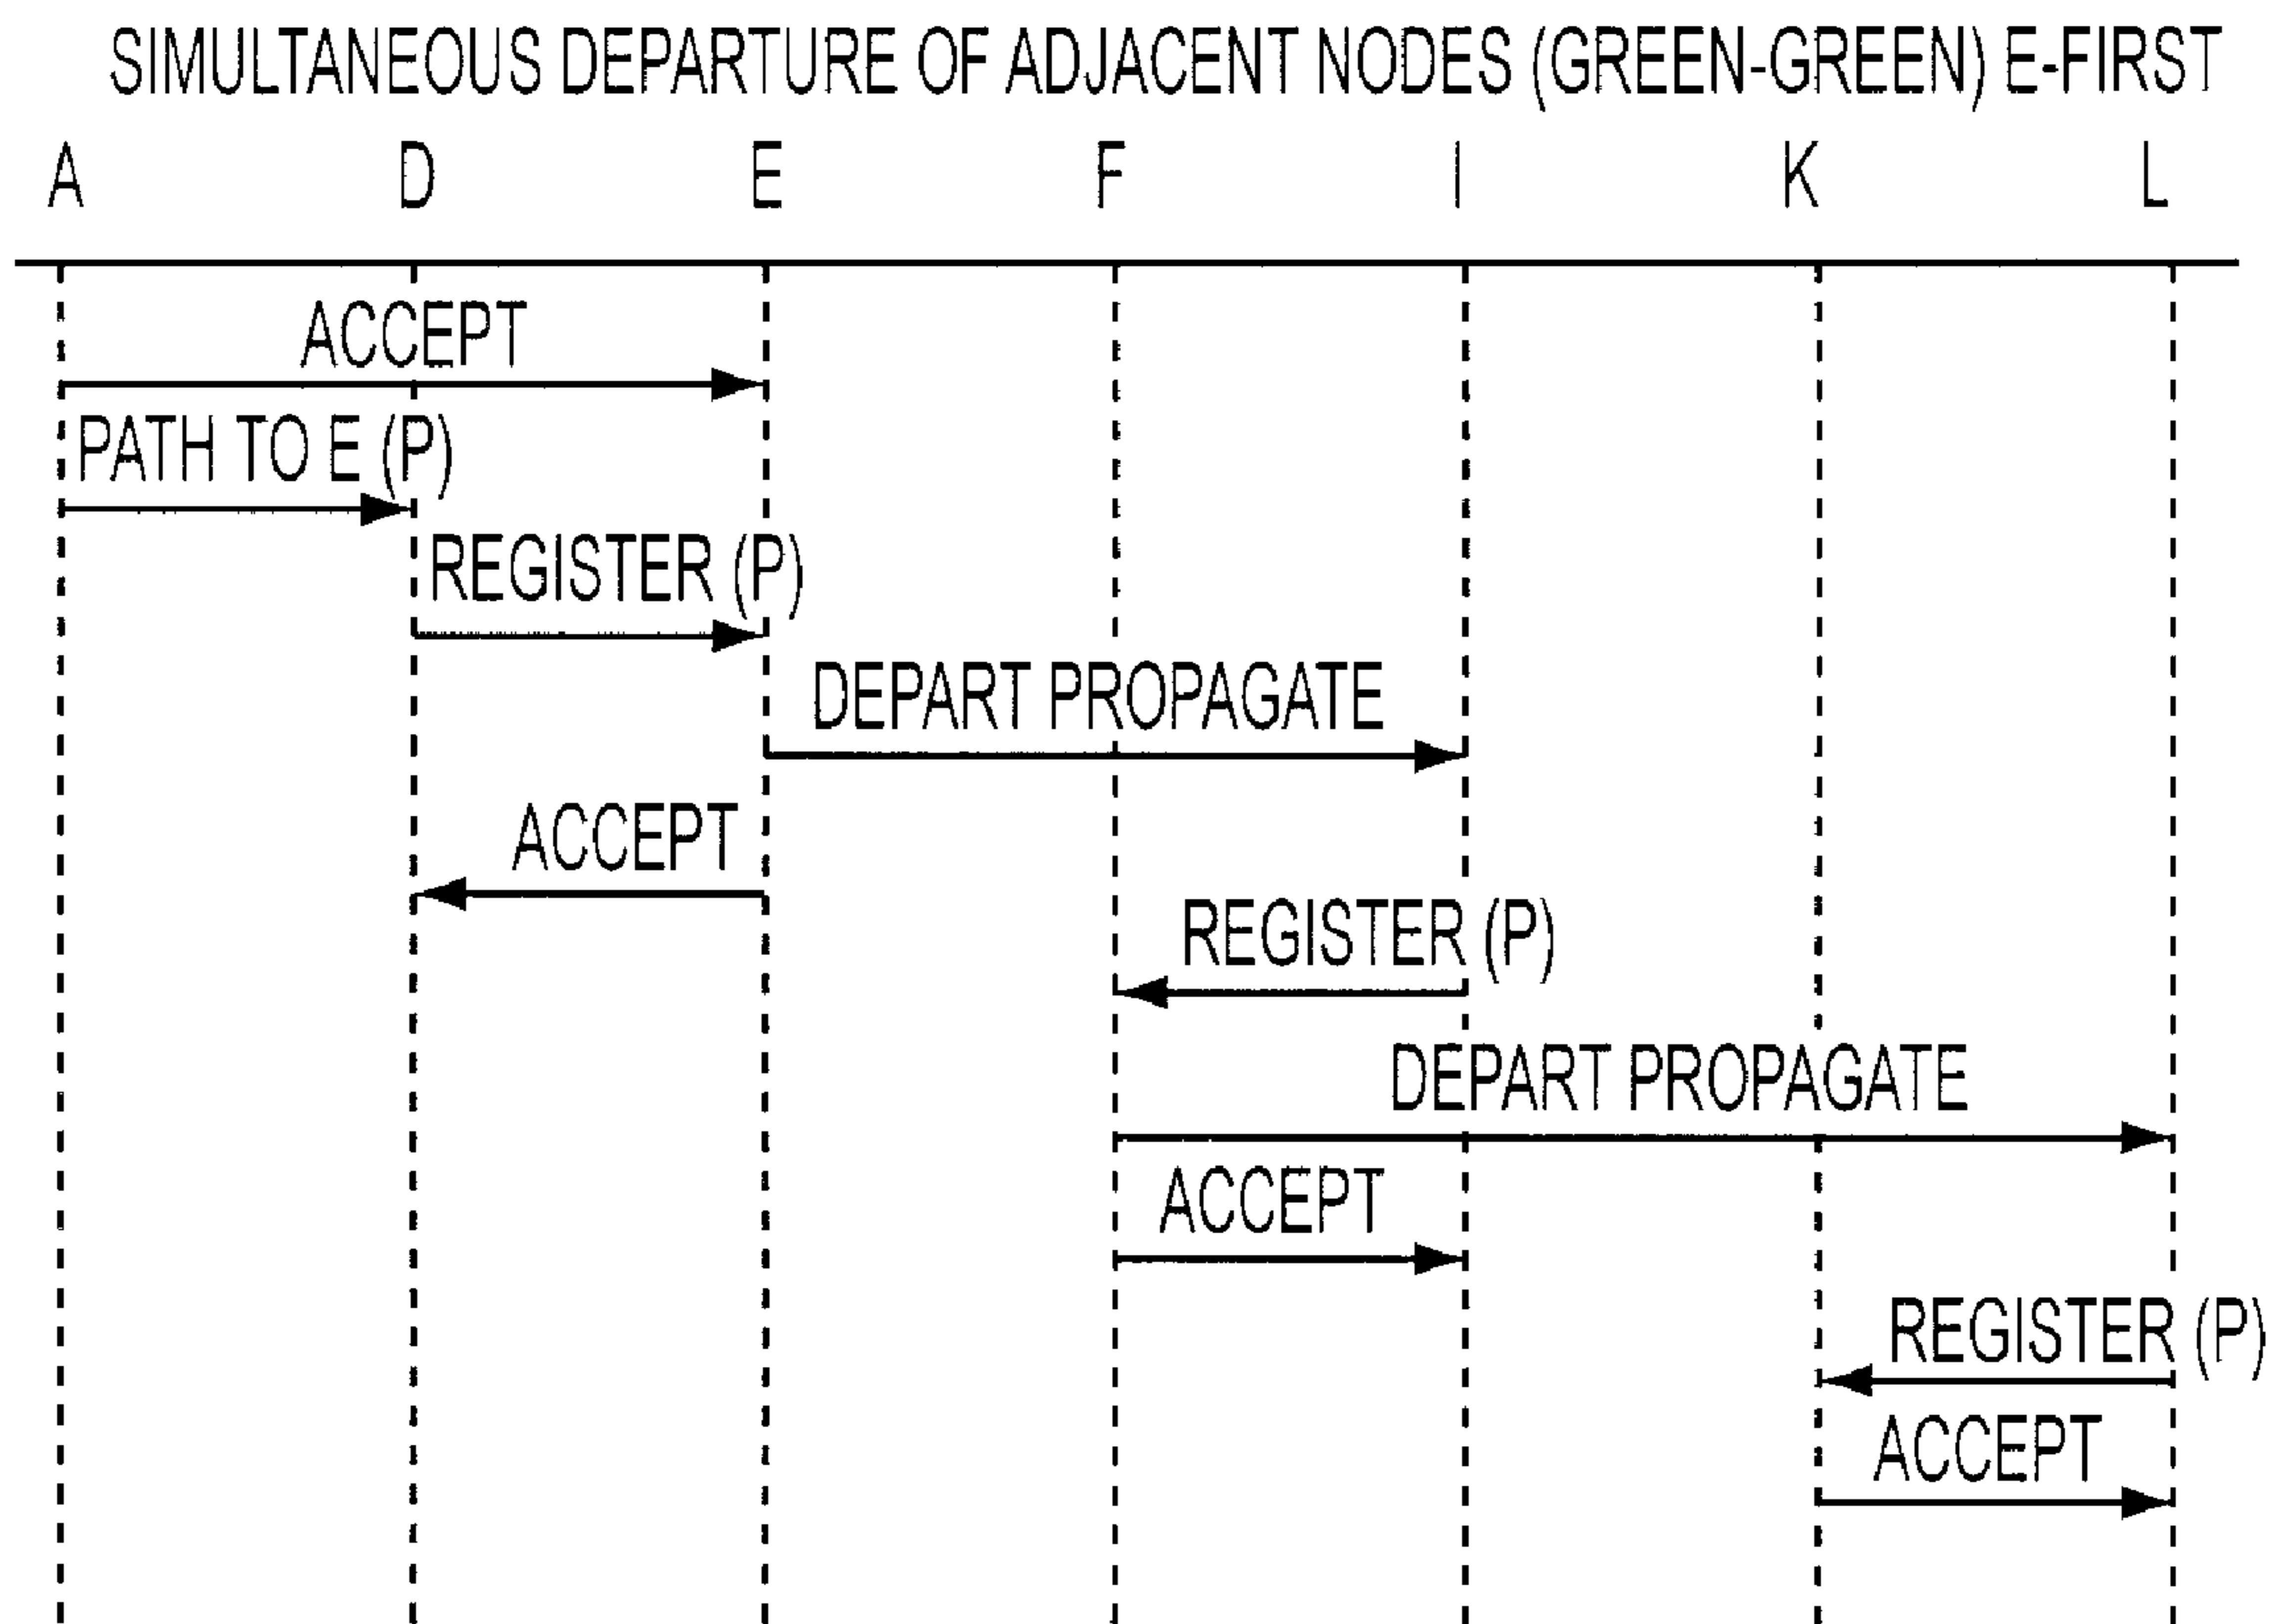 SIMULTANEOUS DEPARTURE OF ADJACENT NODES (GREEN-GREEN) E-FIRST
A D E F I K L
ACCEPT
PATH TO E (P)
REGISTER (P)
DEPART PROPAGATE
ACCEPT
REGISTER (P)
DEPART PROPAGATE
ACCEPT
REGISTER (P)
ACCEPT